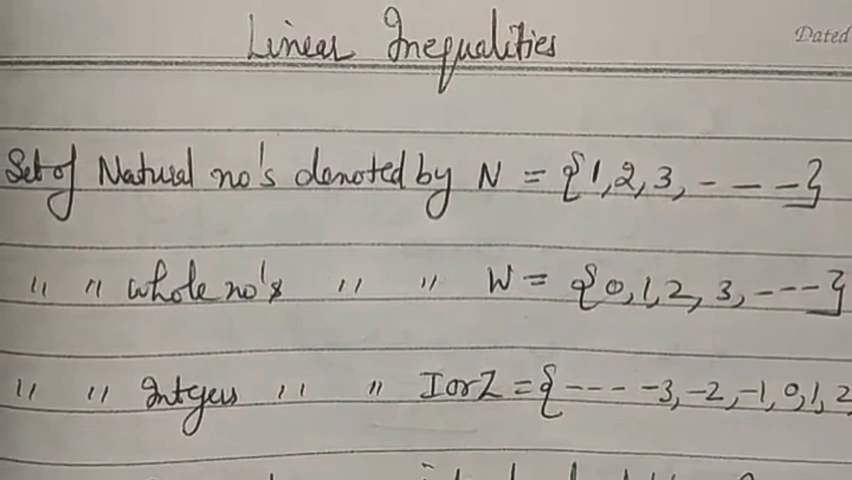 Linear Inequalities
Dated
Set of Natural no's denoted by N = {1, 2, 3, - - -}
" " whole no's " " W = {0, 1, 2, 3, - - -}
" " Integers " " I or Z = {- - - - -3, -2, -1, 0, 1, 2